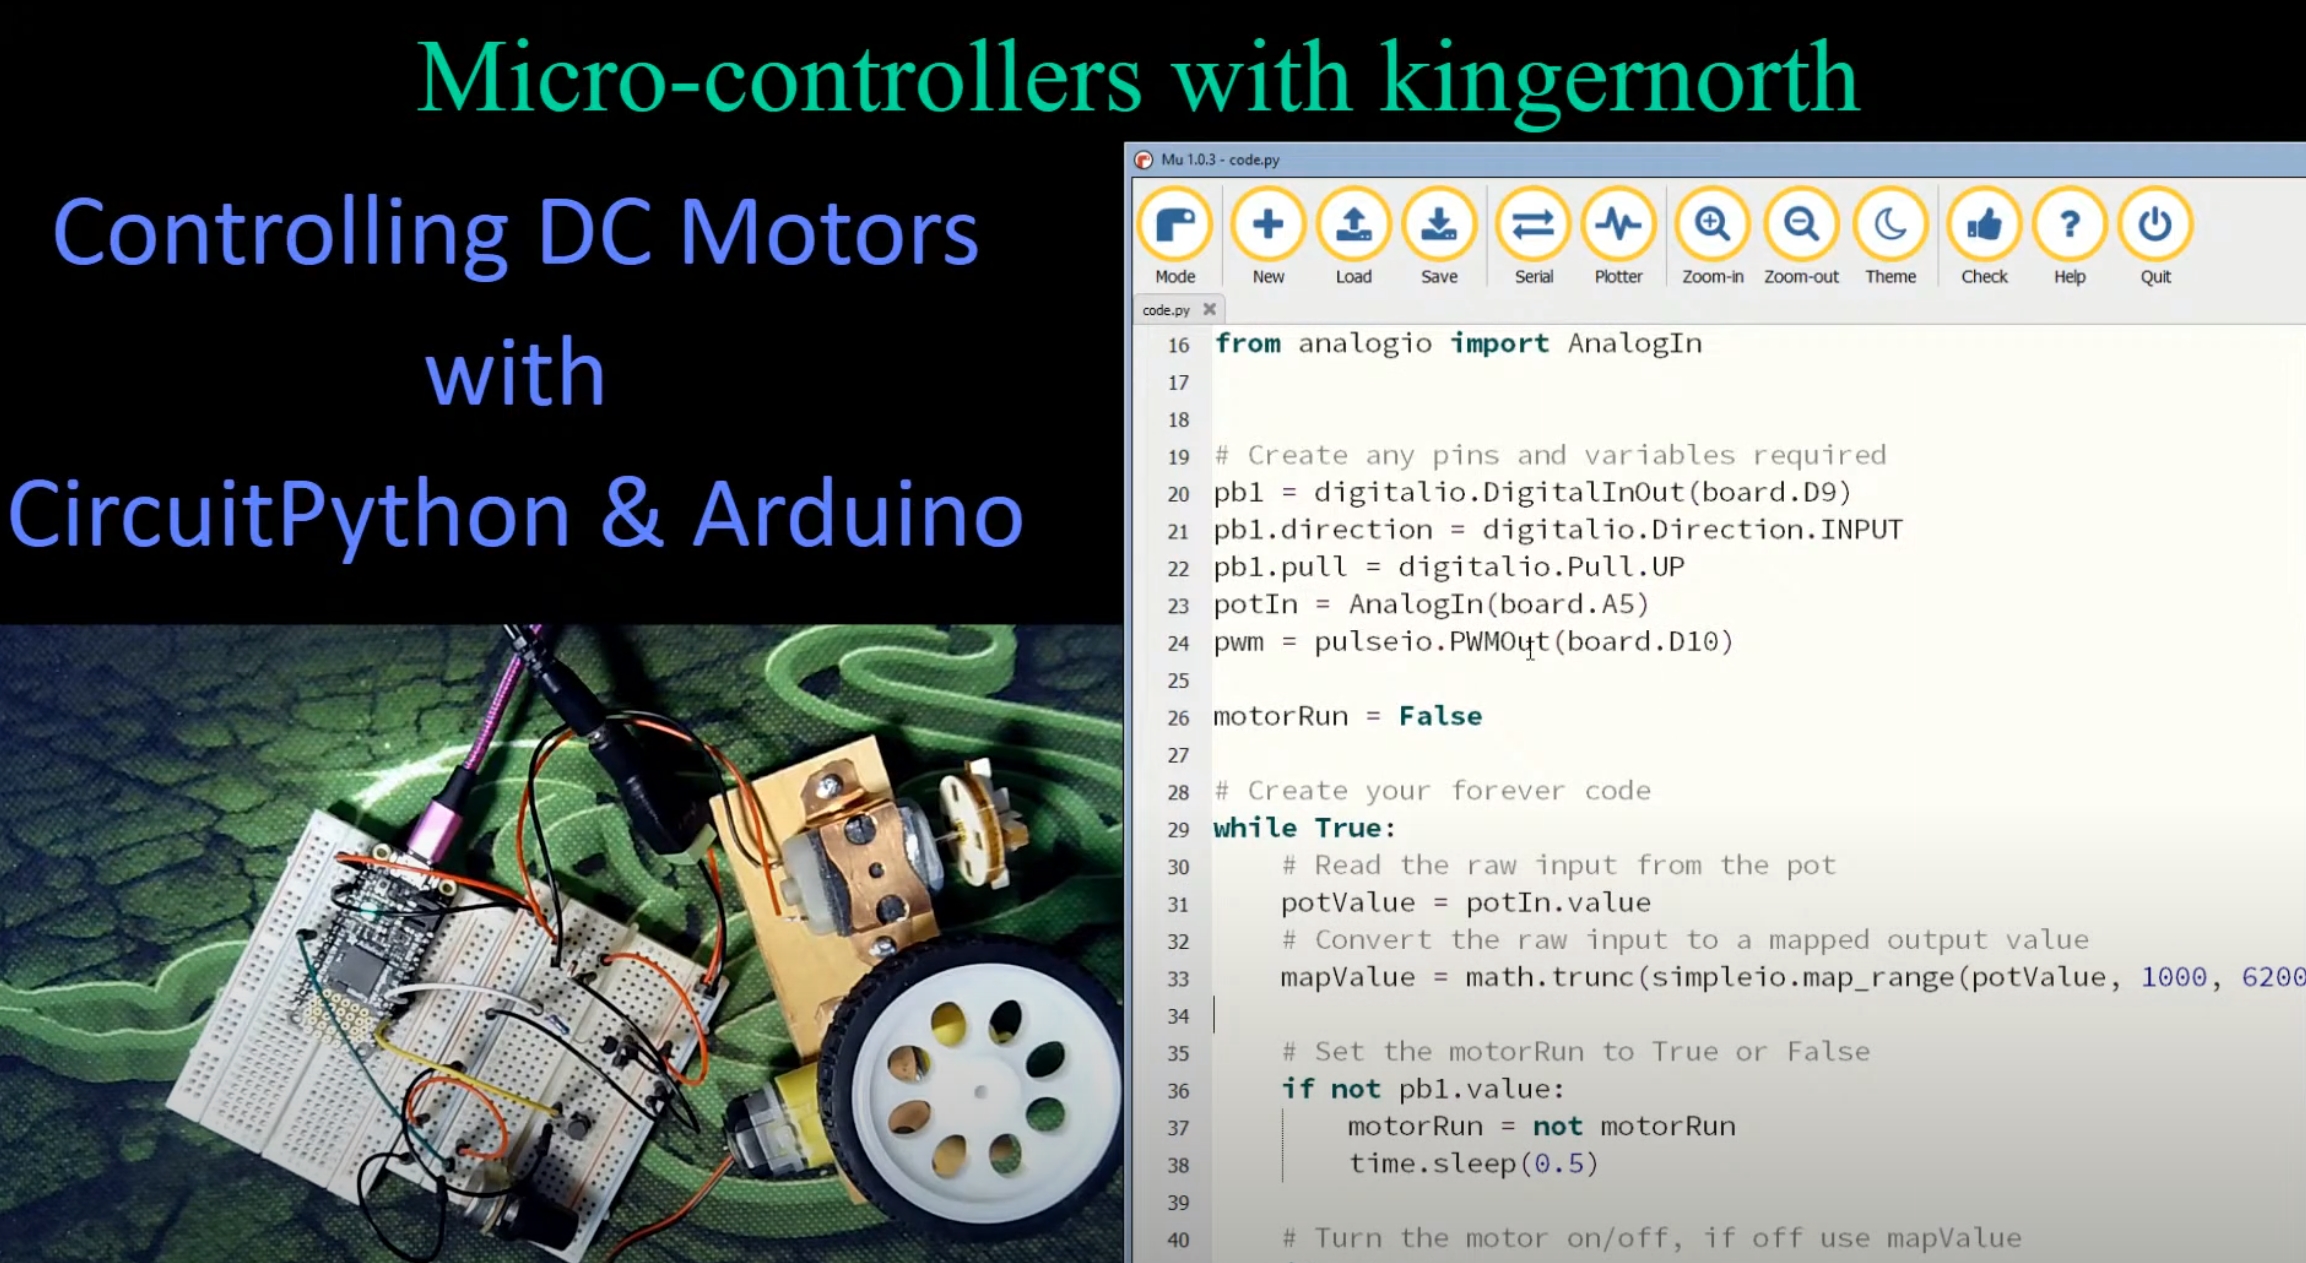 Micro-controllers with kingernorth
Controlling DC Motors
with
CircuitPython & Arduino
Mu 1.0.3 - code.py
Mode New Load Save Serial Plotter Zoom-in Zoom-out Theme Check Help Quit
code.py
16 from analogio import AnalogIn
17
18
19 # Create any pins and variables required
20 pb1 = digitalio.DigitalInOut(board.D9)
21 pb1.direction = digitalio.Direction.INPUT
22 pb1.pull = digitalio.Pull.UP
23 potIn = AnalogIn(board.A5)
24 pwm = pulseio.PWMOut(board.D10)
25
26 motorRun = False
27
28 # Create your forever code
29 while True:
30 # Read the raw input from the pot
31 potValue = potIn.value
32 # Convert the raw input to a mapped output value
33 mapValue = math.trunc(simpleio.map_range(potValue, 1000, 6200
34
35 # Set the motorRun to True or False
36 if not pb1.value:
37 motorRun = not motorRun
38 time.sleep(0.5)
39
40 # Turn the motor on/off, if off use mapValue